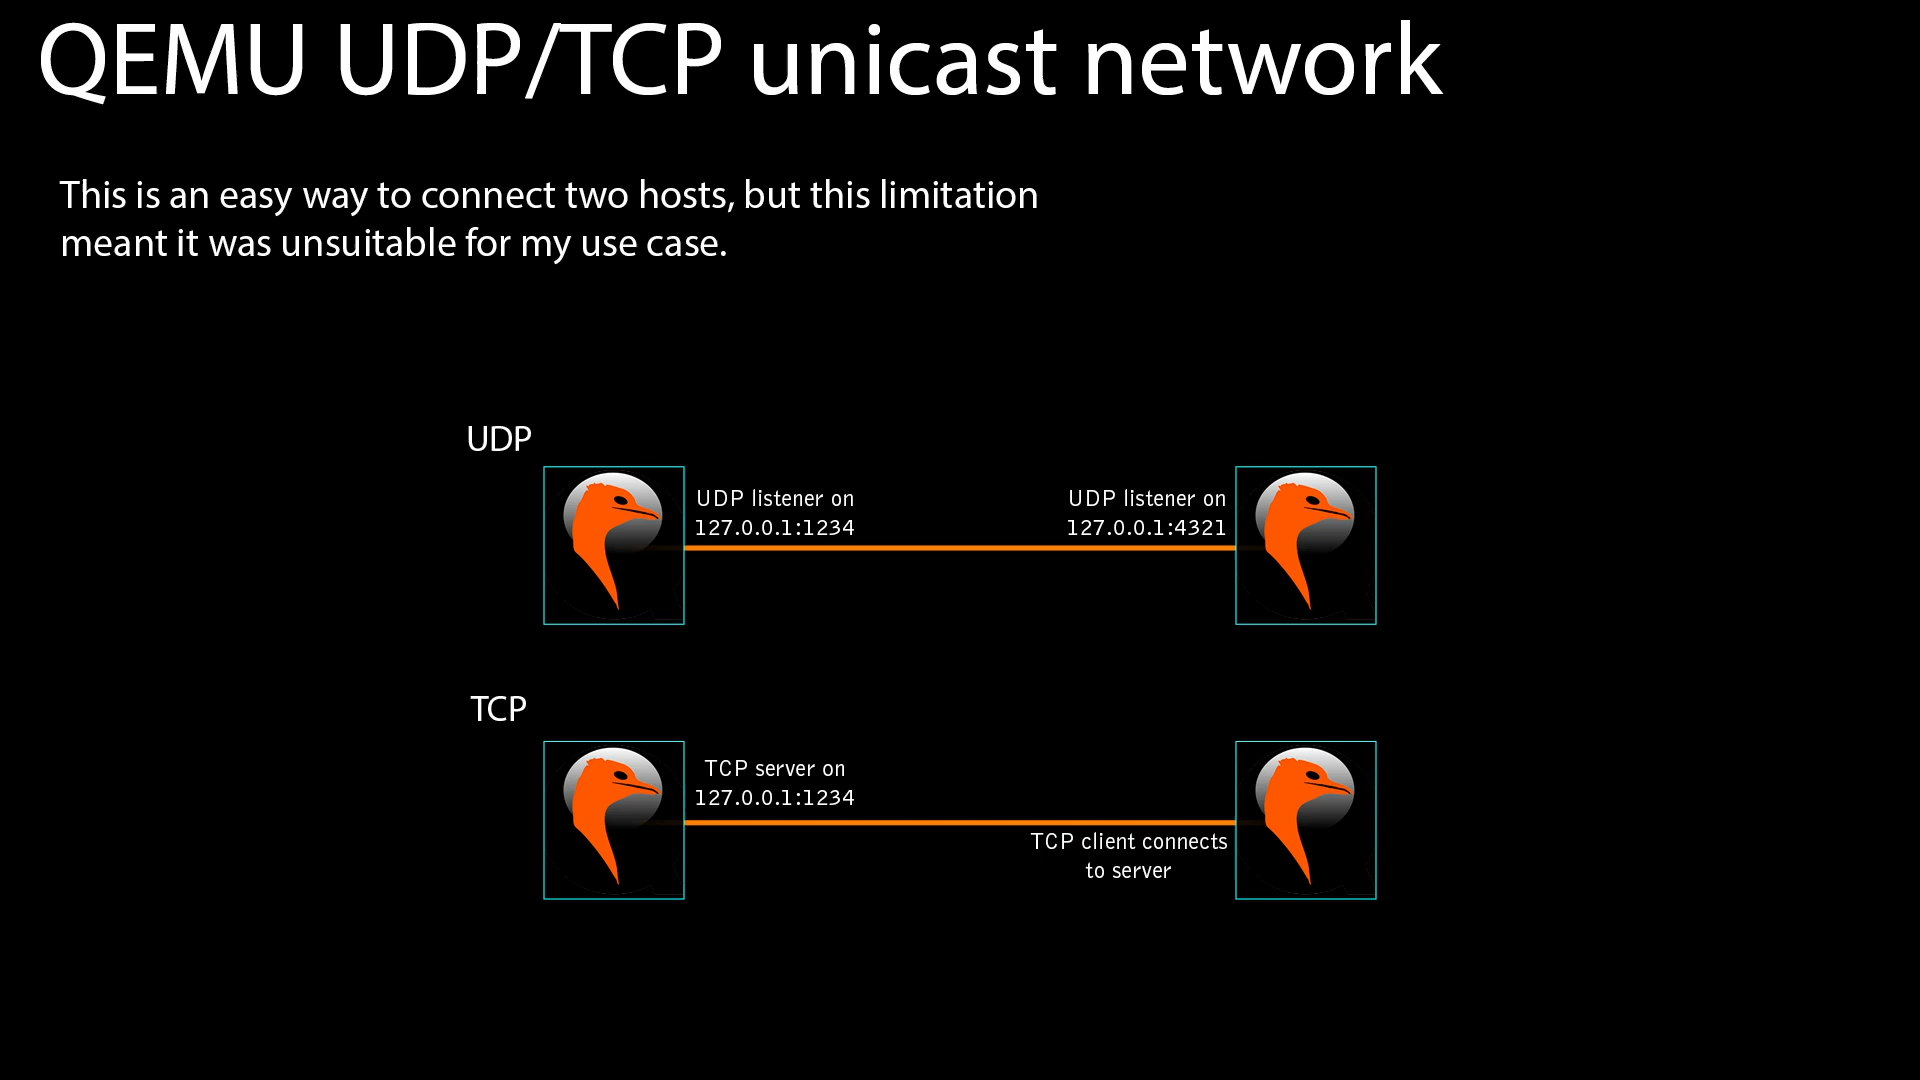 QEMU UDP/TCP unicast network
This is an easy way to connect two hosts, but this limitation
meant it was unsuitable for my use case.
UDP
UDP listener on
127.0.0.1:1234
UDP listener on
127.0.0.1:4321
TCP
TCP server on
127.0.0.1:1234
TCP client connects
to server